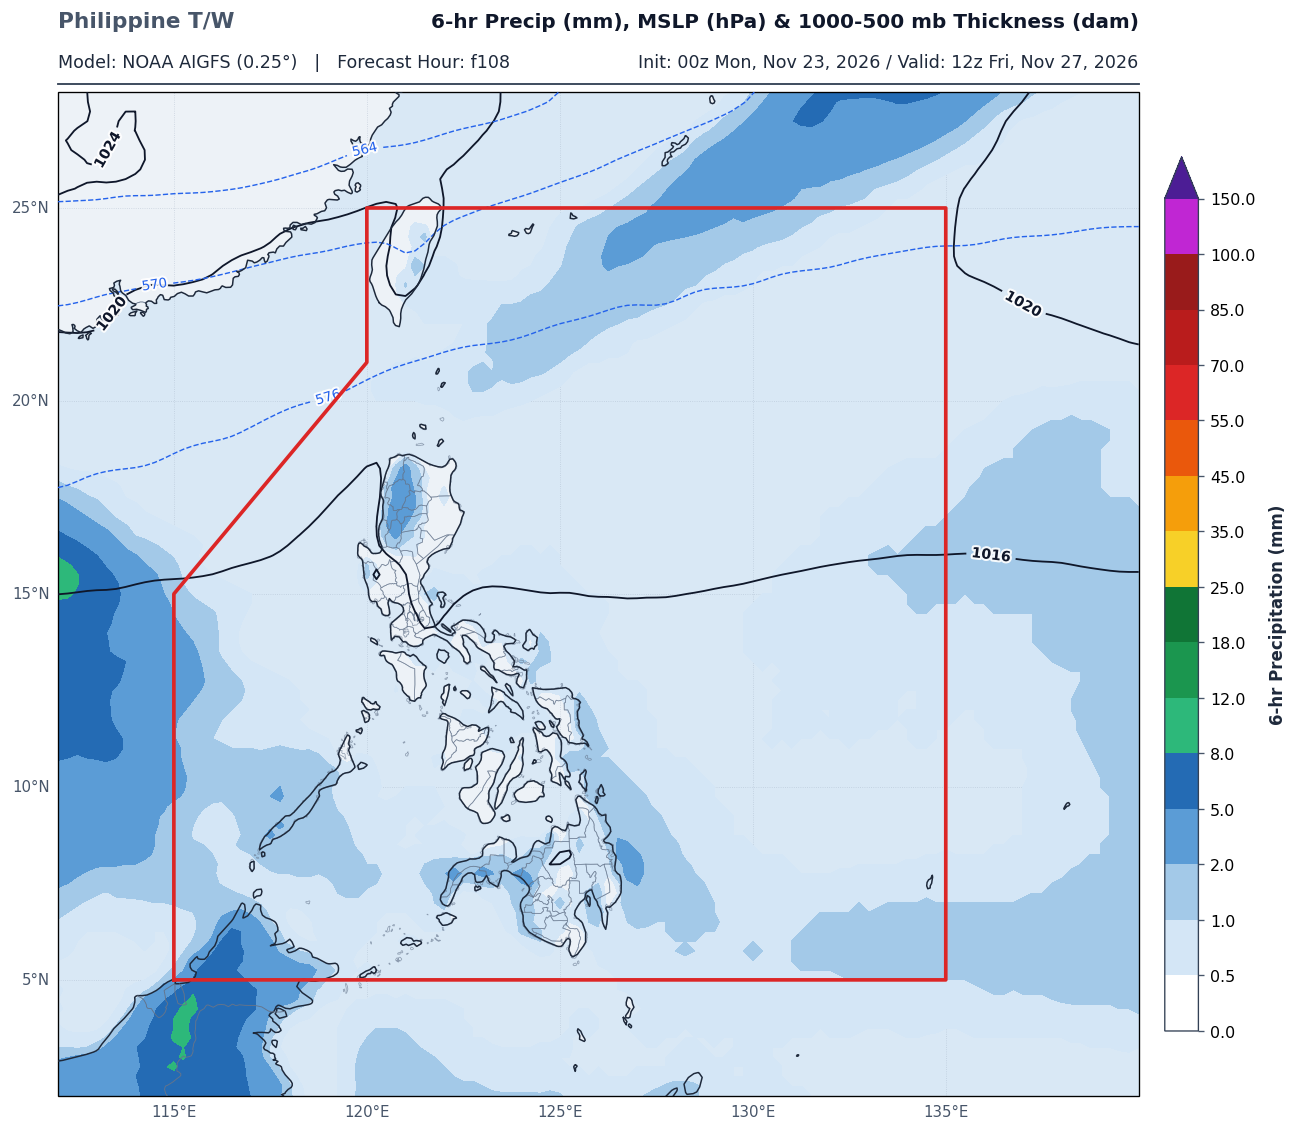 Philippine T/W
6-hr Precip (mm), MSLP (hPa) & 1000-500 mb Thickness (dam)
Model: NOAA AIGFS (0.25°) | Forecast Hour: f108
Init: 00z Mon, Nov 23, 2026 / Valid: 12z Fri, Nov 27, 2026
1024
564
570
1020
576
1020
1016
25°N
20°N
15°N
10°N
5°N
115°E
120°E
125°E
130°E
135°E
150.0
100.0
85.0
70.0
55.0
45.0
35.0
25.0
18.0
12.0
8.0
5.0
2.0
1.0
0.5
0.0
6-hr Precipitation (mm)